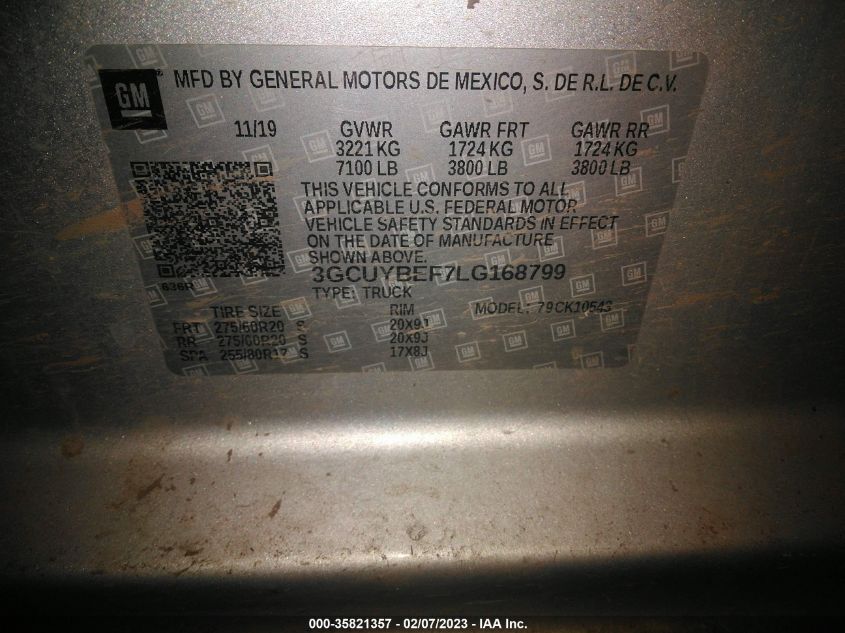 GM MFD BY GENERAL MOTORS DE MEXICO, S. DE R.L. DE C.V.
11/19 GVWR GAWR FRT GAWR RR
3221 KG 1724 KG 1724 KG
7100 LB 3800 LB 3800 LB
THIS VEHICLE CONFORMS TO ALL
APPLICABLE U.S. FEDERAL MOTOR
VEHICLE SAFETY STANDARDS IN EFFECT
ON THE DATE OF MANUFACTURE
SHOWN ABOVE.
3GCUYBEF7LG168799
636R TYPE: TRUCK
TIRE SIZE RIM MODEL: 79CK10543
FRT 275/60R20 S 20X9J
RR 275/60R20 S 20X9J
SPA 255/80R17 S 17X8J
000-35821357 - 02/07/2023 - IAA Inc.